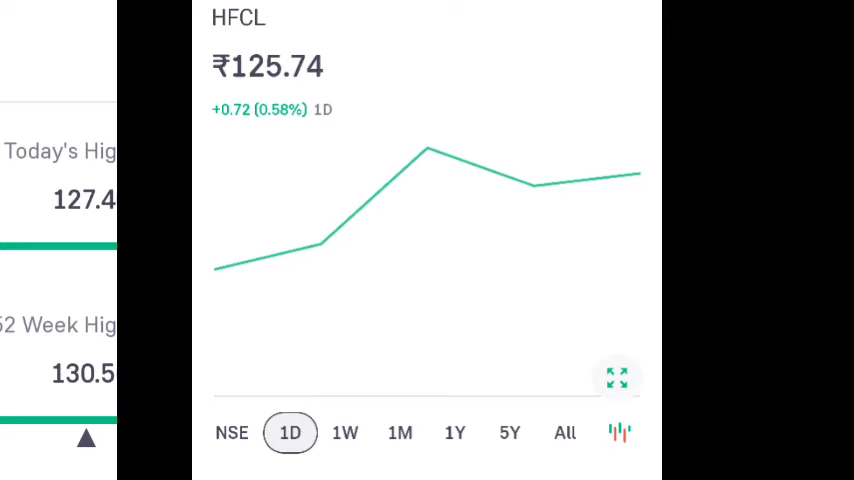 HFCL
₹125.74
+0.72 (0.58%) 1D
Today's Hig
127.4
52 Week Hig
130.5
NSE 1D 1W 1M 1Y 5Y All